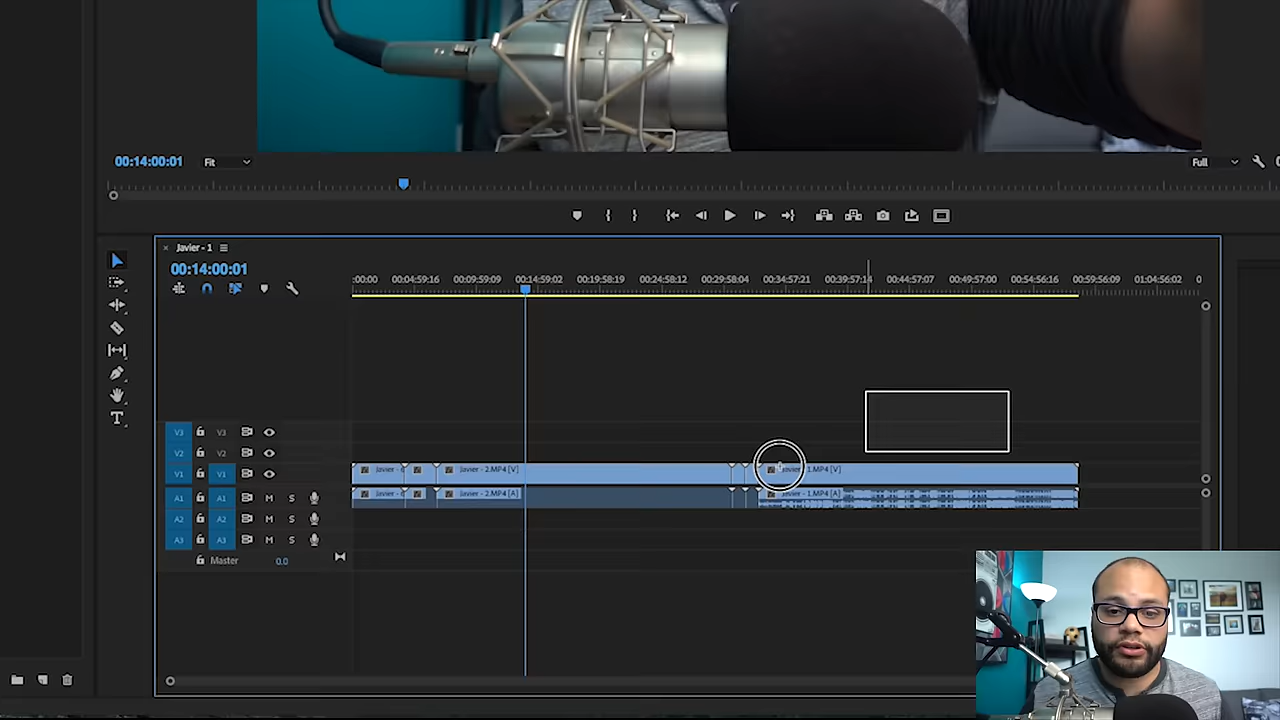 00:14:00:01 Fit Full
× Javier - 1
00:14:00:01
:00:00 00:04:59:16 00:09:59:09 00:14:59:02 00:19:58:19 00:24:58:12 00:29:58:04 00:34:57:21 00:39:57:14 00:44:57:07 00:49:57:00 00:54:56:16 00:59:56:09 01:04:56:02 0
T
V3 V3
V2 V2
V1 V1 Javier - Javier - 2.MP4 [V] Javier - 1.MP4 [V]
A1 A1 M S Javier - Javier - 2.MP4 [A] Javier - 1.MP4 [A]
A2 A2 M S
A3 A3 M S
Master 0.0